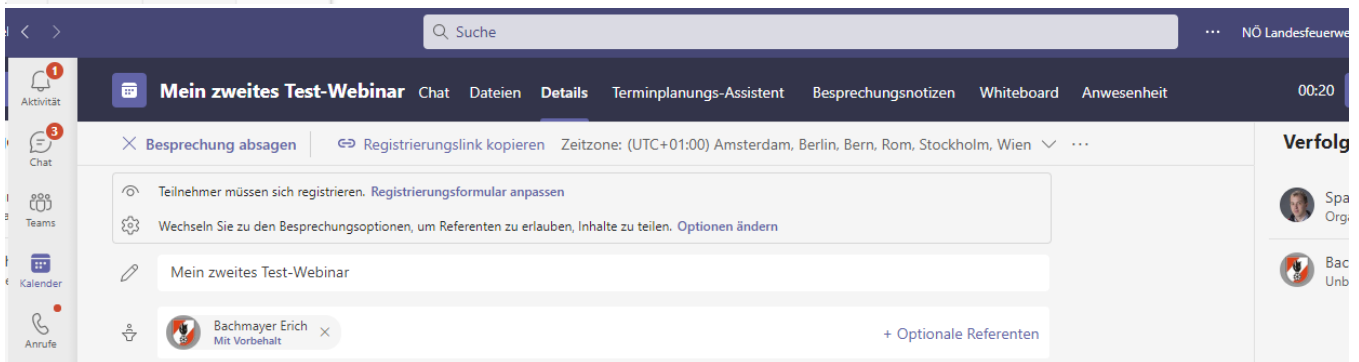 Suche
NÖ Landesfeuerwe
1
Aktivität
Mein zweites Test-Webinar Chat Dateien Details Terminplanungs-Assistent Besprechungsnotizen Whiteboard Anwesenheit 00:20
3
Chat
Besprechung absagen Registrierungslink kopieren Zeitzone: (UTC+01:00) Amsterdam, Berlin, Bern, Rom, Stockholm, Wien
Verfolg
Teams
Teilnehmer müssen sich registrieren. Registrierungsformular anpassen
Spa
Orga
Wechseln Sie zu den Besprechungsoptionen, um Referenten zu erlauben, Inhalte zu teilen. Optionen ändern
Kalender
Mein zweites Test-Webinar
Bac
Unb
Anrufe
Bachmayer Erich
Mit Vorbehalt
+ Optionale Referenten